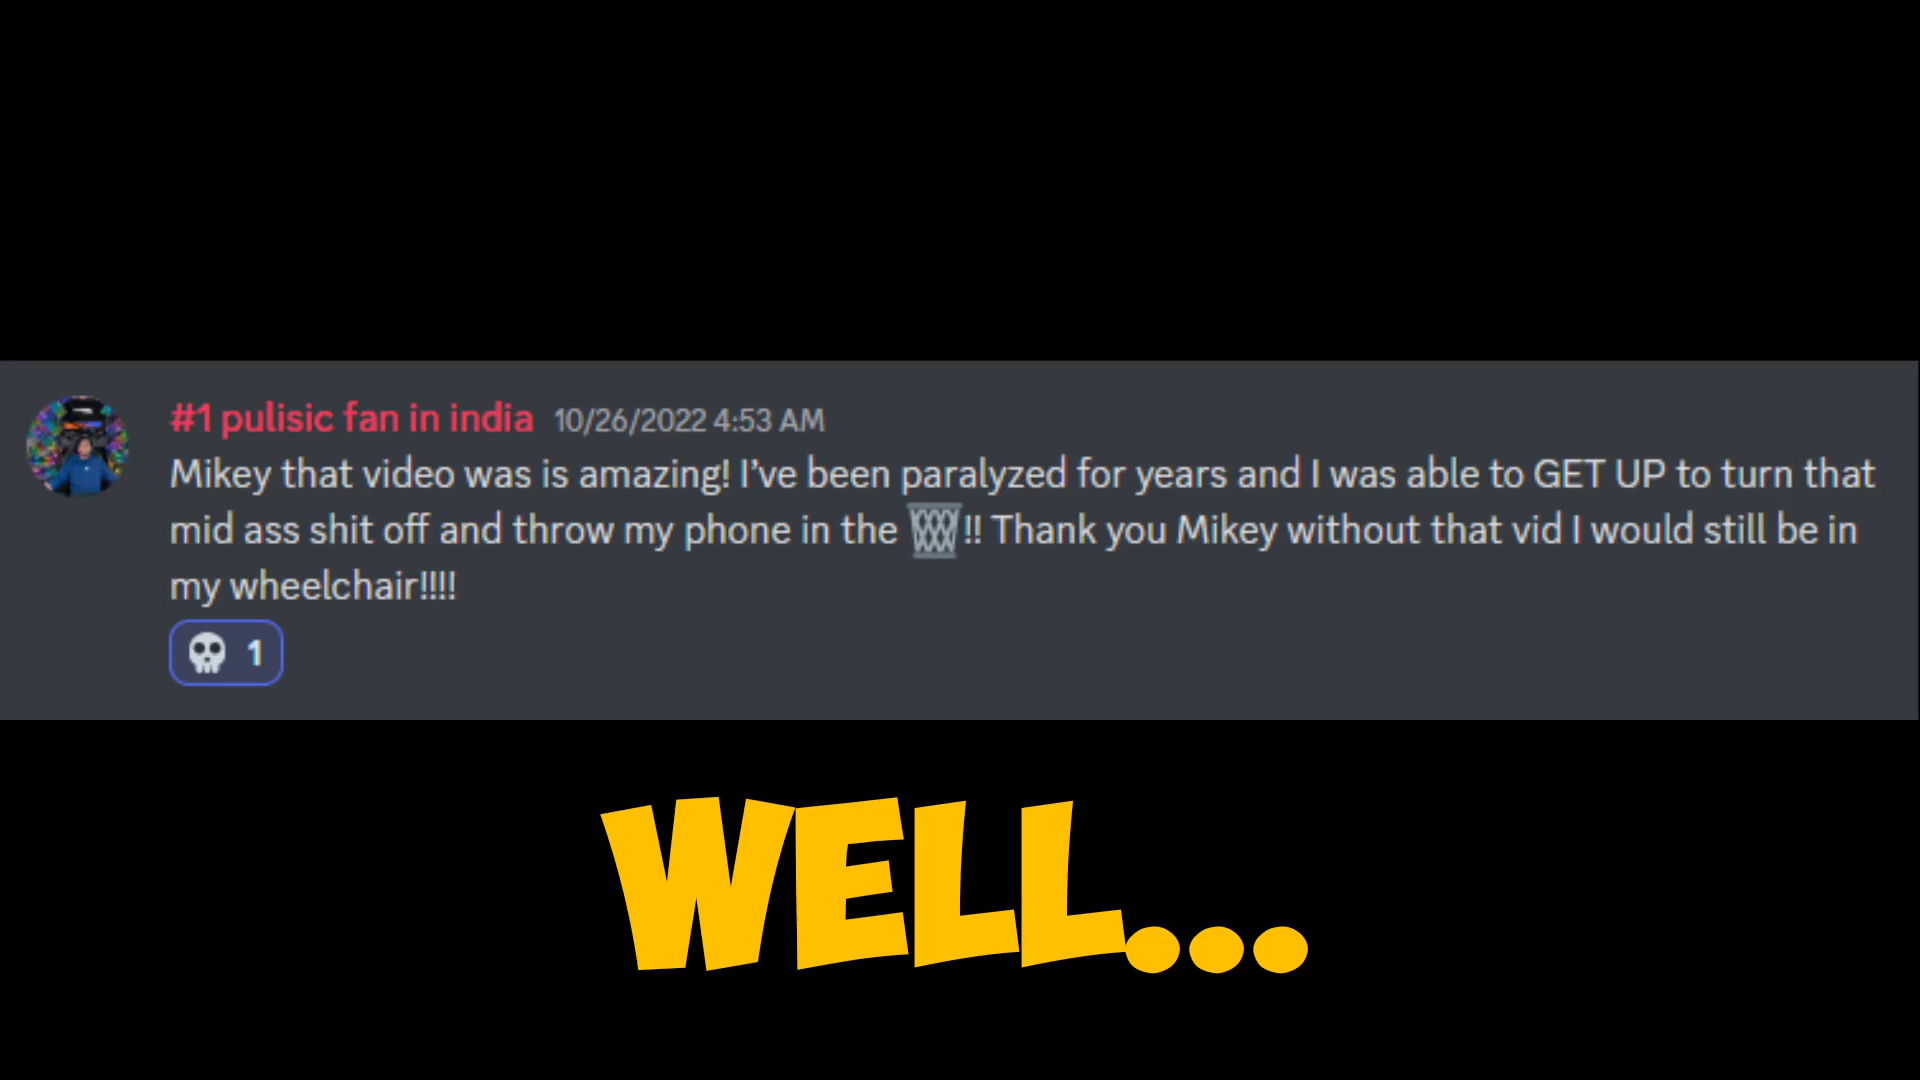 #1 pulisic fan in india 10/26/2022 4:53 AM
Mikey that video was is amazing! I’ve been paralyzed for years and I was able to GET UP to turn that
mid ass shit off and throw my phone in the 🗑!! Thank you Mikey without that vid I would still be in
my wheelchair!!!!
💀 1
WELL...